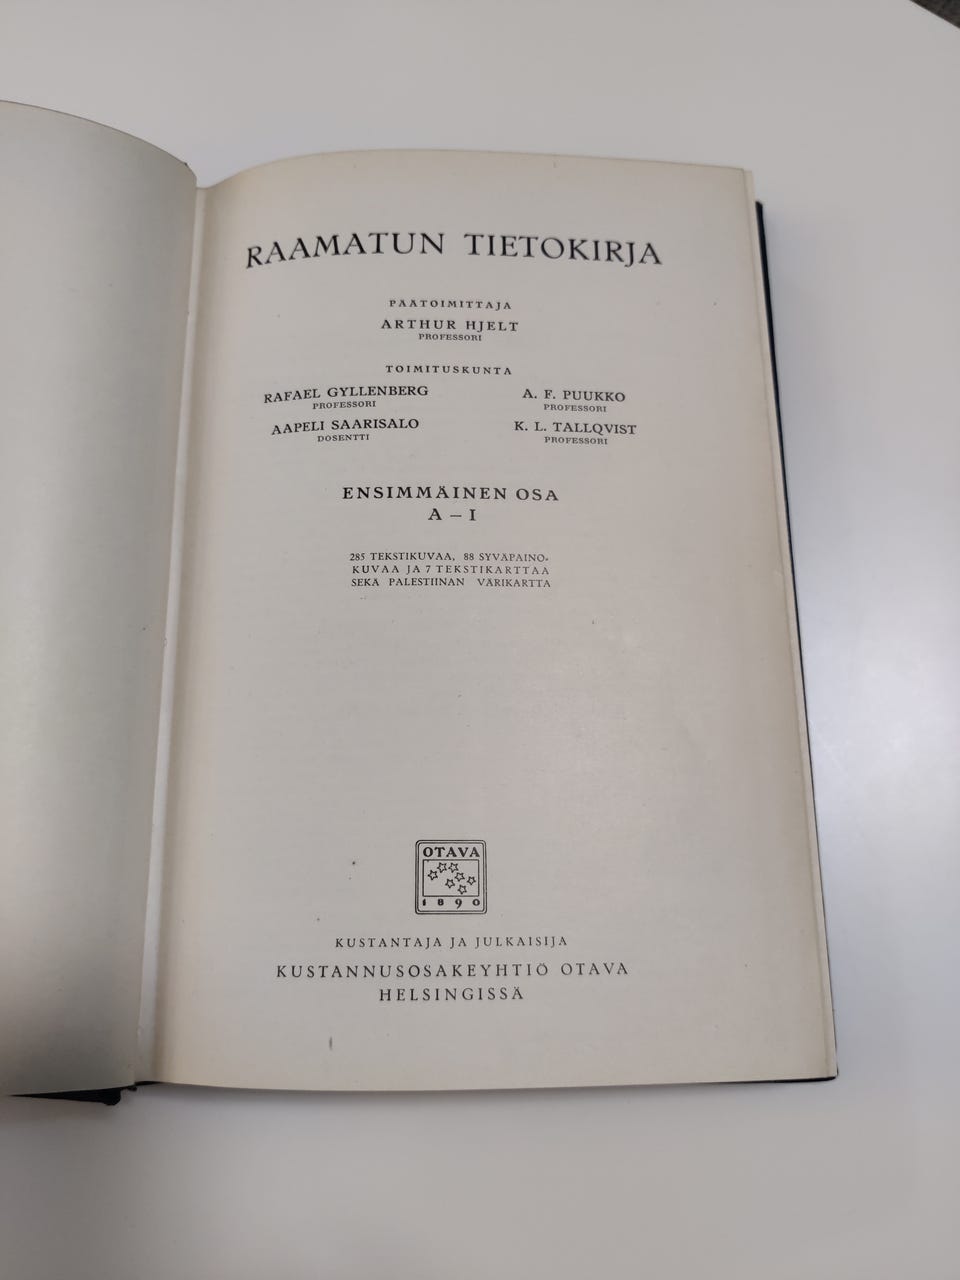 RAAMATUN TIETOKIRJA
PÄÄTOIMITTAJA
ARTHUR HJELT
PROFESSORI
TOIMITUSKUNTA
RAFAEL GYLLENBERG
PROFESSORI
A. F. PUUKKO
PROFESSORI
AAPELI SAARISALO
DOSENTTI
K. L. TALLQVIST
PROFESSORI
ENSIMMÄINEN OSA
A – I
285 TEKSTIKUVAA, 88 SYVÄPAINO-
KUVAA JA 7 TEKSTIKARTTAA
SEKÄ PALESTIINAN VÄRIKARTTA
OTAVA
1890
KUSTANTAJA JA JULKAISIJA
KUSTANNUSOSAKEYHTIÖ OTAVA
HELSINGISSÄ